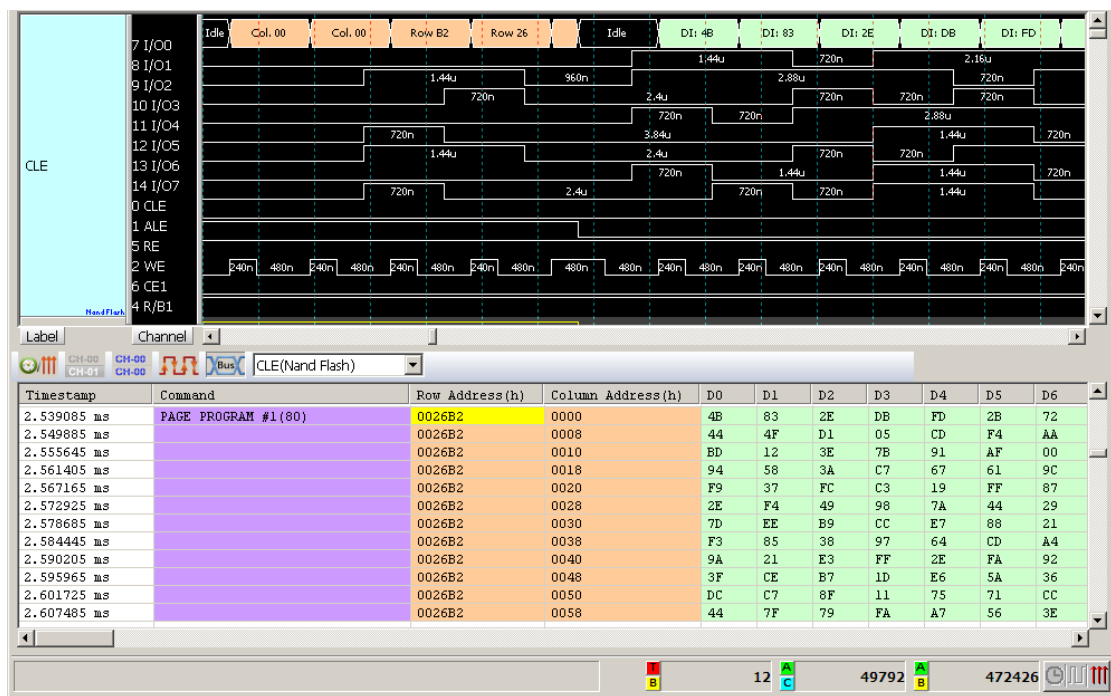 Idle Col. 00 Col. 00 Row B2 Row 26 Idle DI: 4B DI: 83 DI: 2E DI: DB DI: FD
7 I/O0
8 I/O1 1.44u 720n 2.16u
9 I/O2 1.44u 960n 2.88u 720n
10 I/O3 720n 2.4u 720n 720n 720n
11 I/O4 720n 720n 2.88u
12 I/O5 720n 3.84u 1.44u 720n
CLE 13 I/O6 1.44u 2.4u 720n 720n
14 I/O7 720n 1.44u 1.44u 720n
0 CLE 720n 2.4u 720n 720n 1.44u
1 ALE
5 RE
2 WE 240n 480n 240n 480n 240n 480n 240n 480n 480n 480n 240n 480n 240n 480n 240n 480n 240n 480n 240n 480n 240n
6 CE1
NandFlash 4 R/B1
Label Channel
CH-00 CH-01 CH-00 CH-00 Bus CLE(Nand Flash)
Timestamp Command Row Address(h) Column Address(h) D0 D1 D2 D3 D4 D5 D6
2.539085 ms PAGE PROGRAM #1(80) 0026B2 0000 4B 83 2E DB FD 2B 72
2.549885 ms 0026B2 0008 44 4F D1 05 CD F4 AA
2.555645 ms 0026B2 0010 BD 12 3E 7B 91 AF 00
2.561405 ms 0026B2 0018 94 58 3A C7 67 61 9C
2.567165 ms 0026B2 0020 F9 37 FC C3 19 FF 87
2.572925 ms 0026B2 0028 2E F4 49 98 7A 44 29
2.578685 ms 0026B2 0030 7D EE B9 CC E7 88 21
2.584445 ms 0026B2 0038 F3 85 38 97 64 CD A4
2.590205 ms 0026B2 0040 9A 21 E3 FF 2E FA 92
2.595965 ms 0026B2 0048 3F CE B7 1D E6 5A 36
2.601725 ms 0026B2 0050 DC C7 8F 11 75 71 CC
2.607485 ms 0026B2 0058 44 7F 79 FA A7 56 3E
T B 12 A C 49792 A B 472426